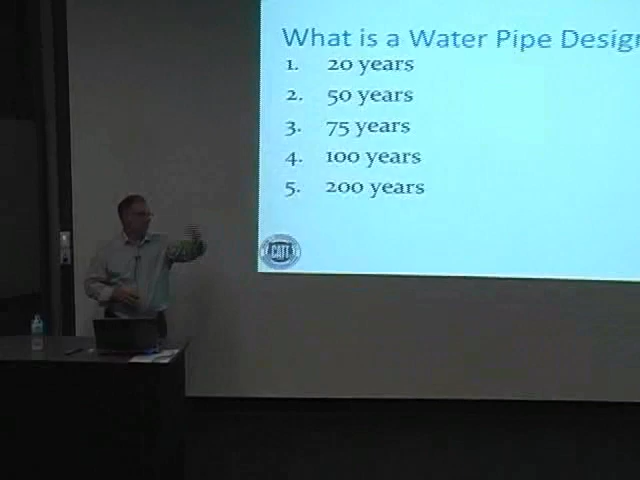 What is a Water Pipe Design
1. 20 years
2. 50 years
3. 75 years
4. 100 years
5. 200 years
CATT